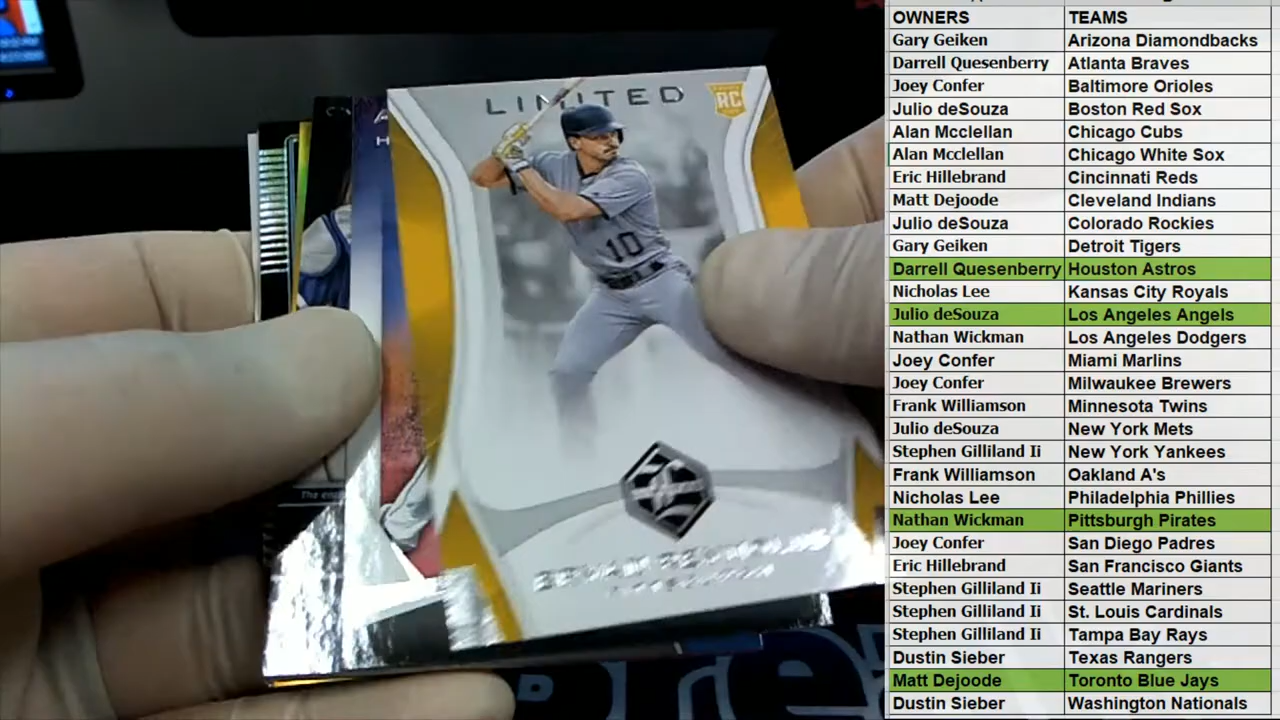 LIMITED
RC
10
H
The en
OWNERS TEAMS
Gary Geiken Arizona Diamondbacks
Darrell Quesenberry Atlanta Braves
Joey Confer Baltimore Orioles
Julio deSouza Boston Red Sox
Alan Mcclellan Chicago Cubs
Alan Mcclellan Chicago White Sox
Eric Hillebrand Cincinnati Reds
Matt Dejoode Cleveland Indians
Julio deSouza Colorado Rockies
Gary Geiken Detroit Tigers
Darrell Quesenberry Houston Astros
Nicholas Lee Kansas City Royals
Julio deSouza Los Angeles Angels
Nathan Wickman Los Angeles Dodgers
Joey Confer Miami Marlins
Joey Confer Milwaukee Brewers
Frank Williamson Minnesota Twins
Julio deSouza New York Mets
Stephen Gilliland Ii New York Yankees
Frank Williamson Oakland A's
Nicholas Lee Philadelphia Phillies
Nathan Wickman Pittsburgh Pirates
Joey Confer San Diego Padres
Eric Hillebrand San Francisco Giants
Stephen Gilliland Ii Seattle Mariners
Stephen Gilliland Ii St. Louis Cardinals
Stephen Gilliland Ii Tampa Bay Rays
Dustin Sieber Texas Rangers
Matt Dejoode Toronto Blue Jays
Dustin Sieber Washington Nationals